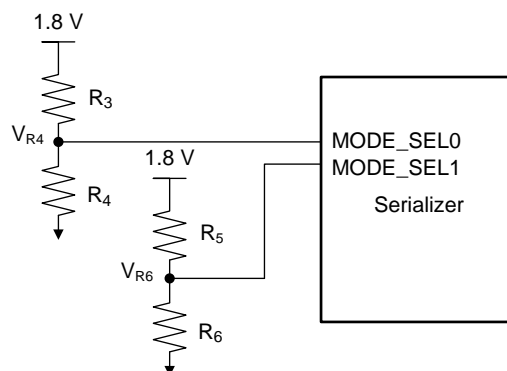 1.8 V
R3
VR4
MODE_SEL0
1.8 V
MODE_SEL1
R4
Serializer
R5
VR6
R6